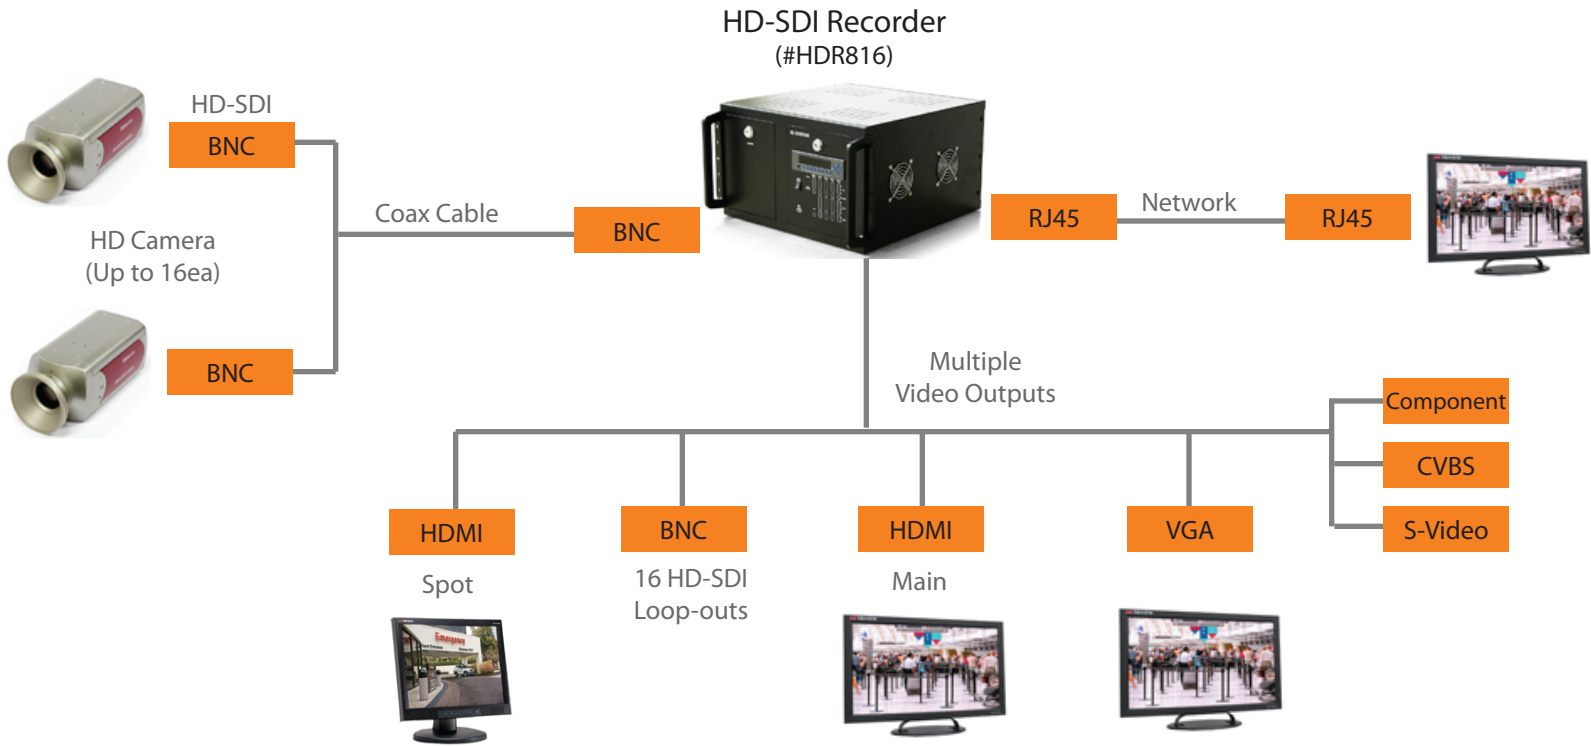 HD-SDI Recorder
(#HDR816)
HD-SDI
BNC
HD Camera
(Up to 16ea)
BNC
Coax Cable
BNC
RJ45
Network
RJ45
Multiple
Video Outputs
Component
CVBS
S-Video
HDMI
Spot
BNC
16 HD-SDI
Loop-outs
HDMI
Main
VGA
Emergency